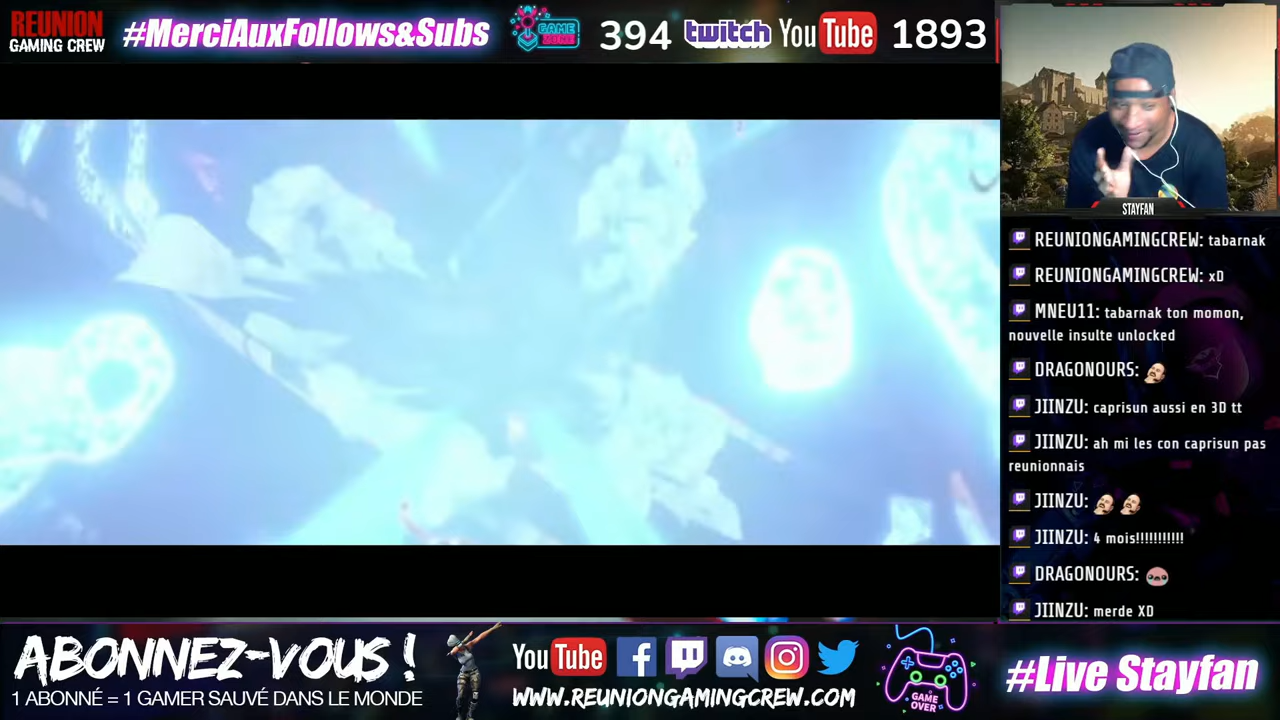 REUNION
GAMING CREW
#MerciAuxFollows&Subs
GAME
394
twitch
YouTube
1893
STAYFAN
REUNIONGAMINGCREW: tabarnak
REUNIONGAMINGCREW: xD
MNEU11: tabarnak ton momon,
nouvelle insulte unlocked
DRAGONOURS:
JIINZU: caprisun aussi en 3D tt
JIINZU: ah mi les con caprisun pas
reunionnais
JIINZU:
JIINZU: 4 mois!!!!!!!!!!!
DRAGONOURS:
JIINZU: merde XD
ABONNEZ-VOUS !
1 ABONNÉ = 1 GAMER SAUVÉ DANS LE MONDE
YouTube
WWW.REUNIONGAMINGCREW.COM
GAME
OVER
#Live Stayfan